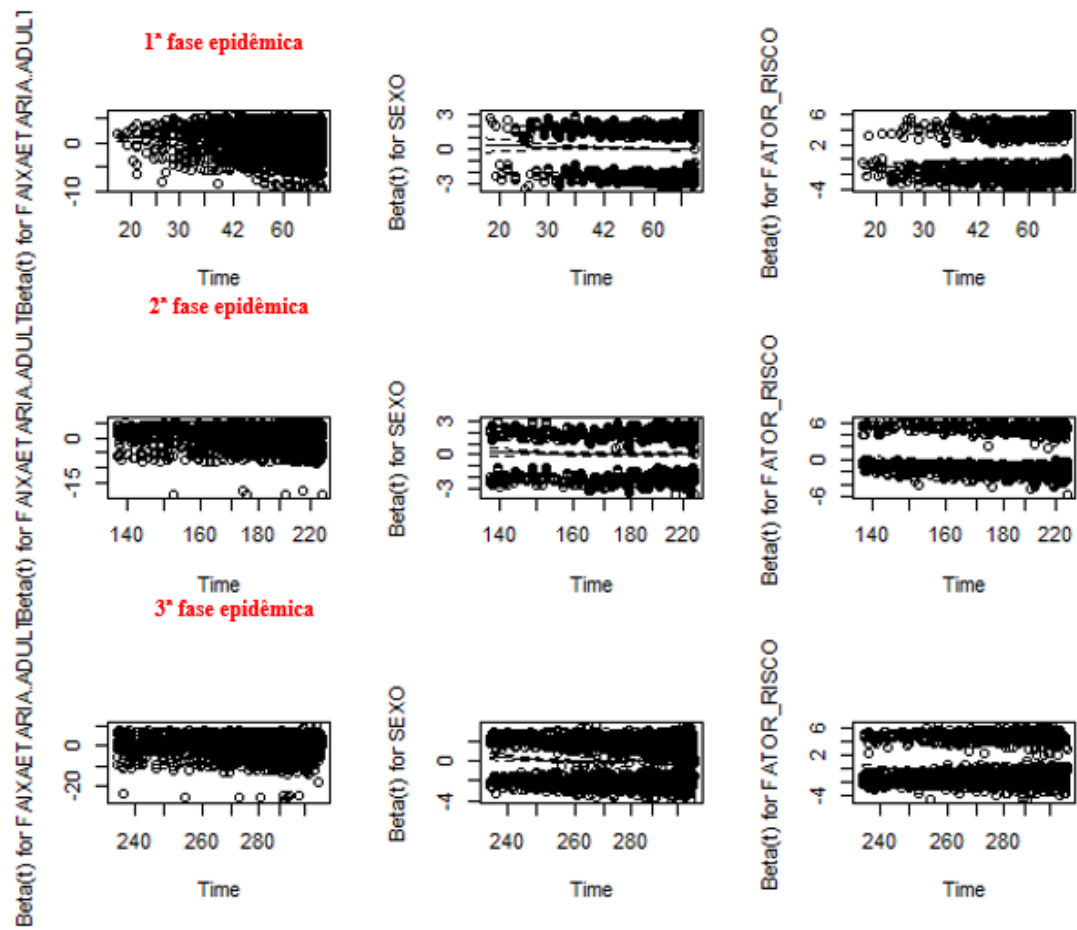 1ª fase epidêmica
Beta(t) for FAIXAETARIA.ADULT
0
-10
20 30 42 60
Time
Beta(t) for SEXO
3
0
-3
20 30 42 60
Time
Beta(t) for FATOR_RISCO
6
2
-4
20 30 42 60
Time
2ª fase epidêmica
Beta(t) for FAIXAETARIA.ADULT
0
-15
140 160 180 220
Time
Beta(t) for SEXO
3
0
-3
140 160 180 220
Time
Beta(t) for FATOR_RISCO
6
0
-6
140 160 180 220
Time
3ª fase epidêmica
Beta(t) for FAIXAETARIA.ADULT
0
-20
240 260 280
Time
Beta(t) for SEXO
0
-4
240 260 280
Time
Beta(t) for FATOR_RISCO
6
2
-4
240 260 280
Time